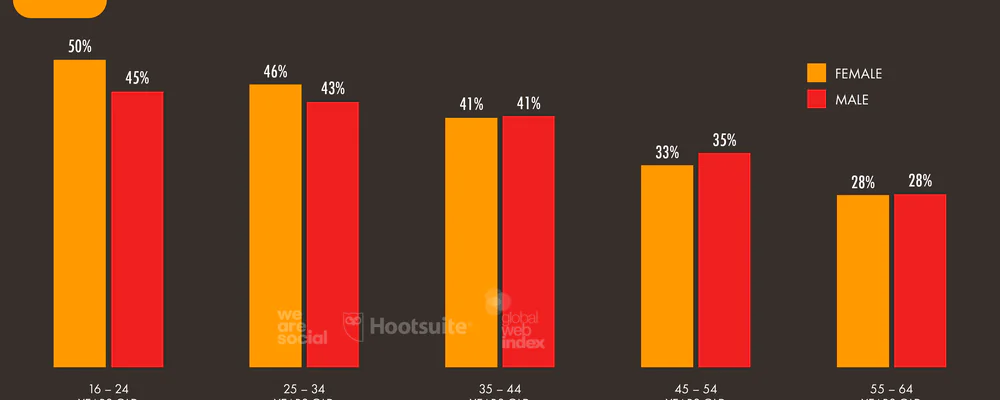 50%
45%
46%
43%
41%
41%
33%
35%
28%
28%
FEMALE
MALE
we
are
social
Hootsuite
global
web
index
16 – 24
25 – 34
35 – 44
45 – 54
55 – 64